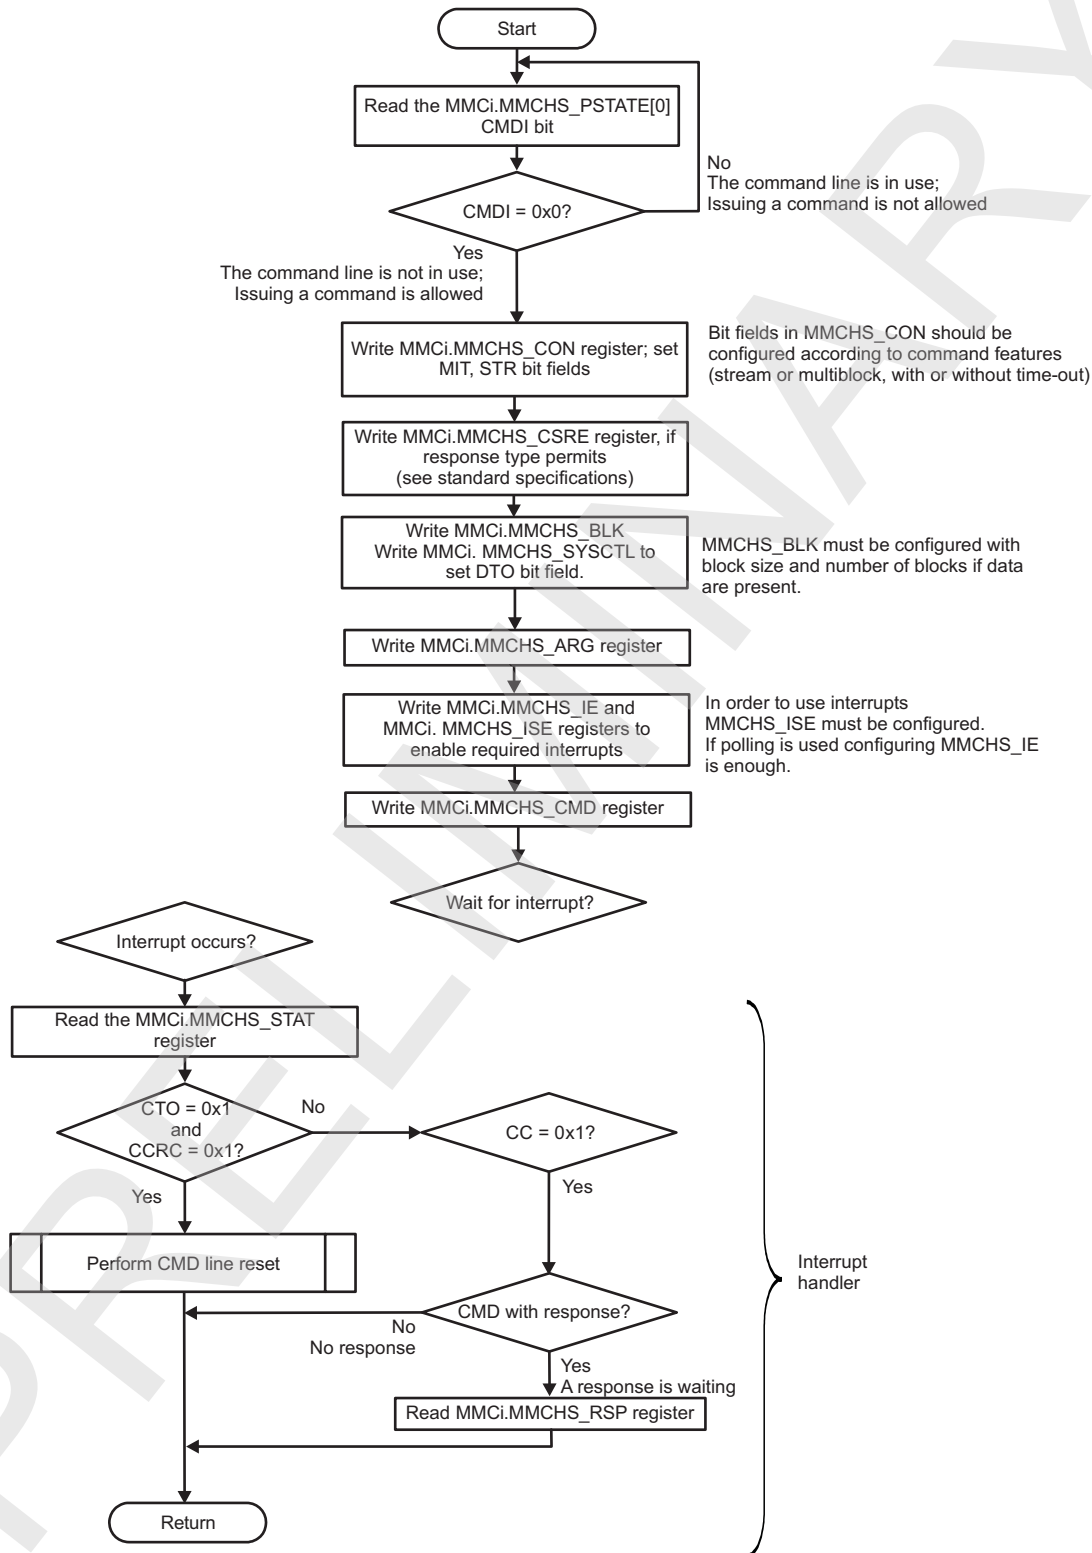 Start
Read the MMCi.MMCHS_PSTATE[0]
CMDI bit
No
The command line is in use;
Issuing a command is not allowed
CMDI = 0x0?
Yes
The command line is not in use;
Issuing a command is allowed
Write MMCi.MMCHS_CON register; set
MIT, STR bit fields
Bit fields in MMCHS_CON should be
configured according to command features
(stream or multiblock, with or without time-out)
Write MMCi.MMCHS_CSRE register, if
response type permits
(see standard specifications)
Write MMCi.MMCHS_BLK
Write MMCi. MMCHS_SYSCTL to
set DTO bit field.
MMCHS_BLK must be configured with
block size and number of blocks if data
are present.
Write MMCi.MMCHS_ARG register
Write MMCi.MMCHS_IE and
MMCi. MMCHS_ISE registers to
enable required interrupts
In order to use interrupts
MMCHS_ISE must be configured.
If polling is used configuring MMCHS_IE
is enough.
Write MMCi.MMCHS_CMD register
Wait for interrupt?
Interrupt occurs?
Read the MMCi.MMCHS_STAT
register
CTO = 0x1
and
CCRC = 0x1?
No
CC = 0x1?
Yes
Yes
Perform CMD line reset
Interrupt
handler
CMD with response?
No
No response
Yes
A response is waiting
Read MMCi.MMCHS_RSP register
Return
PRELIMINARY